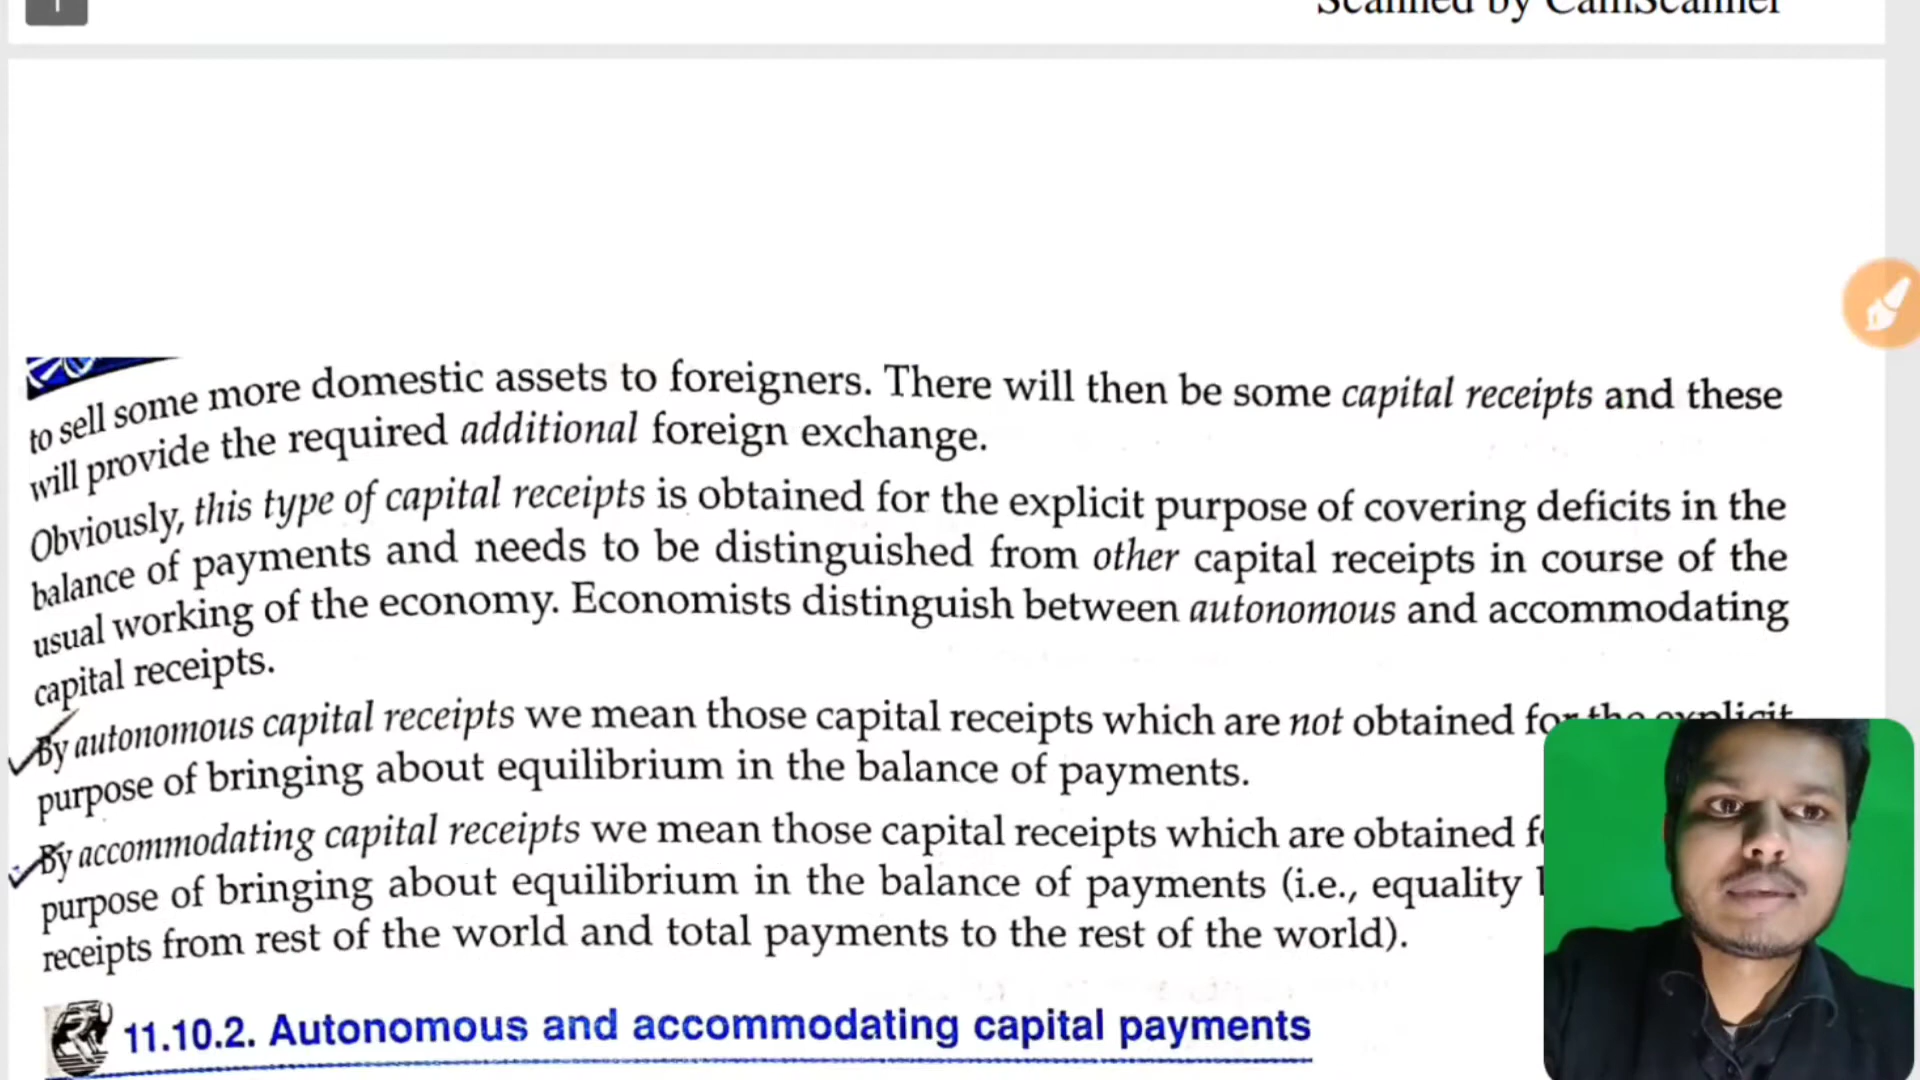 Scanned by CamScanner
to sell some more domestic assets to foreigners. There will then be some capital receipts and these
will provide the required additional foreign exchange.
Obviously, this type of capital receipts is obtained for the explicit purpose of covering deficits in the
balance of payments and needs to be distinguished from other capital receipts in course of the
usual working of the economy. Economists distinguish between autonomous and accommodating
capital receipts.
By autonomous capital receipts we mean those capital receipts which are not obtained for the explicit
purpose of bringing about equilibrium in the balance of payments.
By accommodating capital receipts we mean those capital receipts which are obtained
purpose of bringing about equilibrium in the balance of payments (i.e., equality
receipts from rest of the world and total payments to the rest of the world).
11.10.2. Autonomous and accommodating capital payments